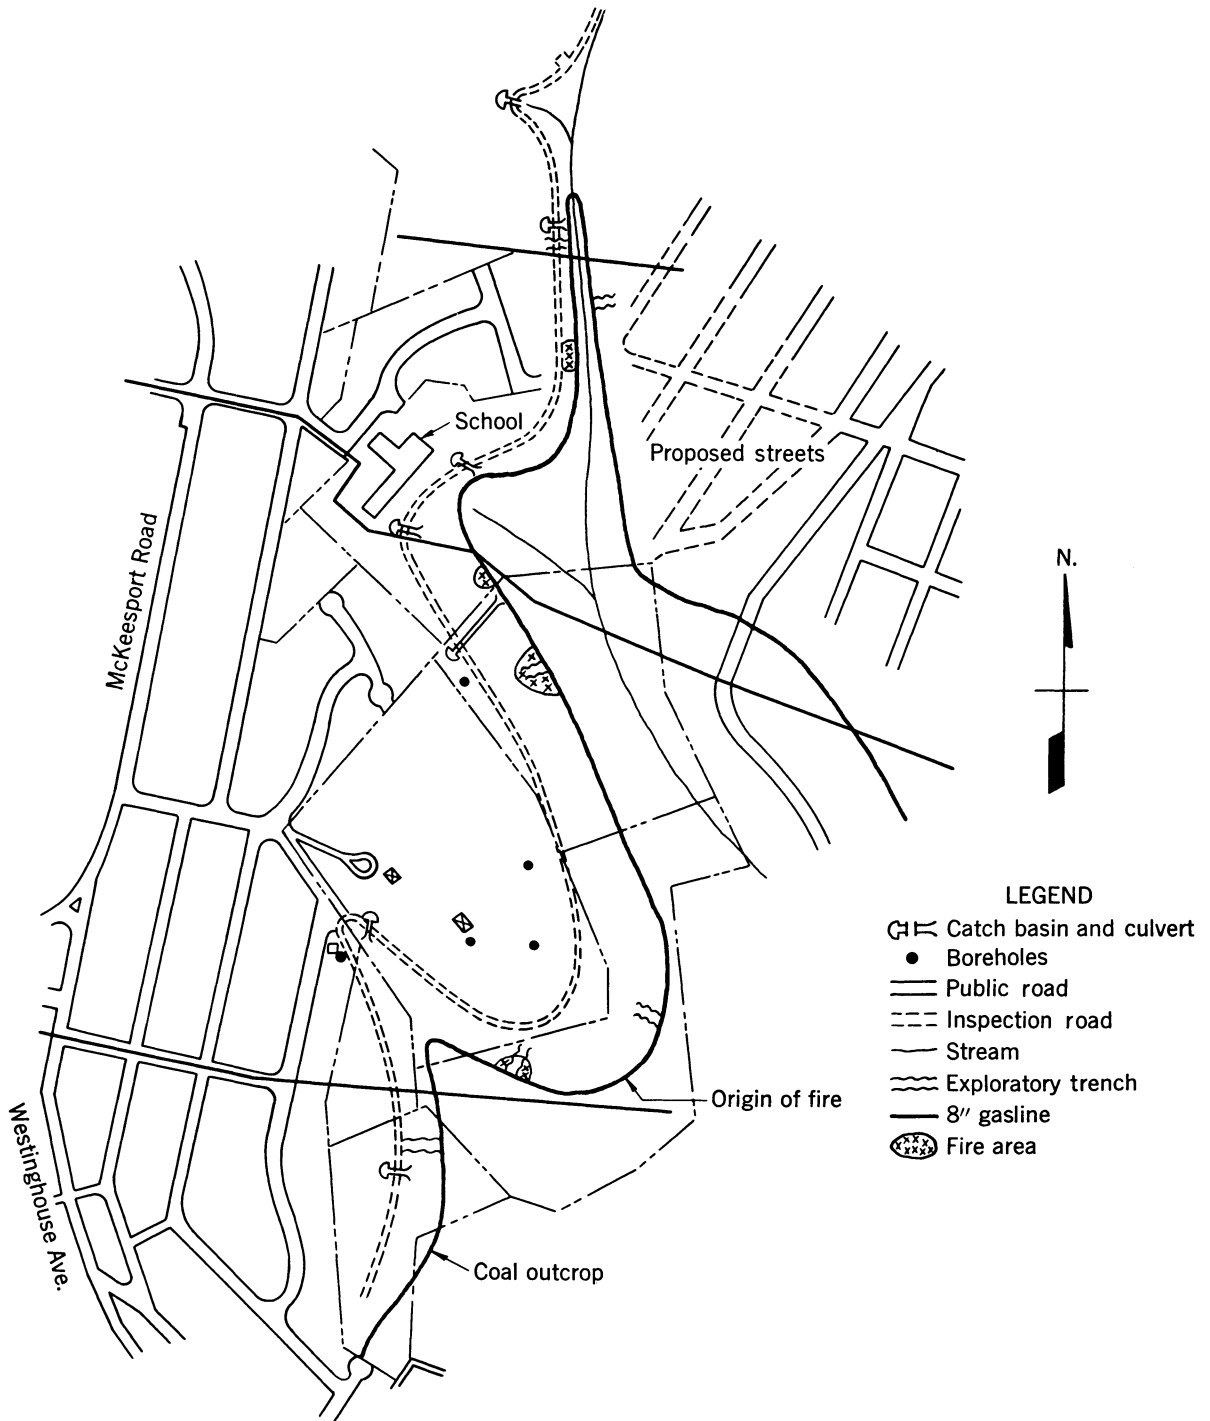 School
Proposed streets
McKeesport Road
N.
LEGEND
Catch basin and culvert
Boreholes
Public road
Inspection road
Stream
Exploratory trench
8" gasline
Fire area
Origin of fire
Westinghouse Ave.
Coal outcrop